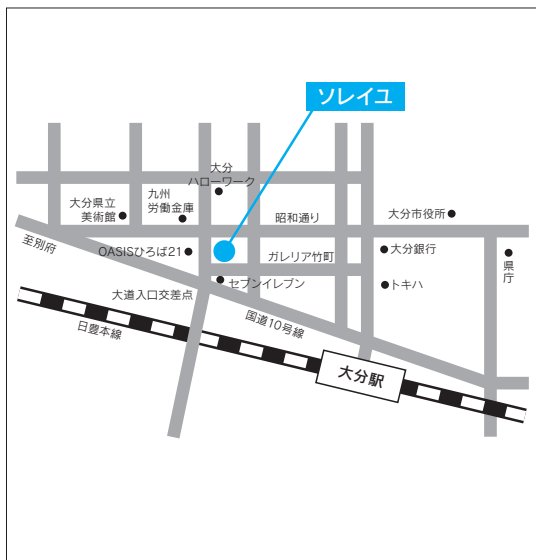 ソレイユ
大分
ハローワーク
九州
労働金庫
大分県立
美術館
昭和通り
大分市役所
至別府
OASISひろば21
ガレリア竹町
大分銀行
県庁
セブンイレブン
トキハ
大道入口交差点
国道10号線
日豊本線
大分駅